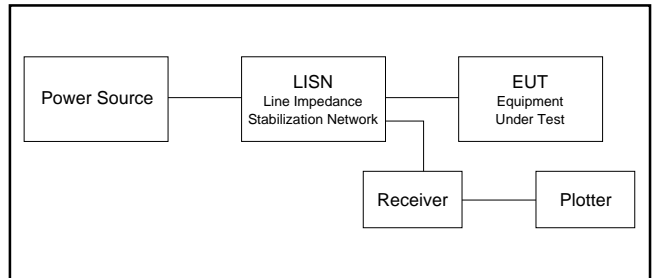 Power Source
LISN
Line Impedance
Stabilization Network
EUT
Equipment
Under Test
Receiver
Plotter